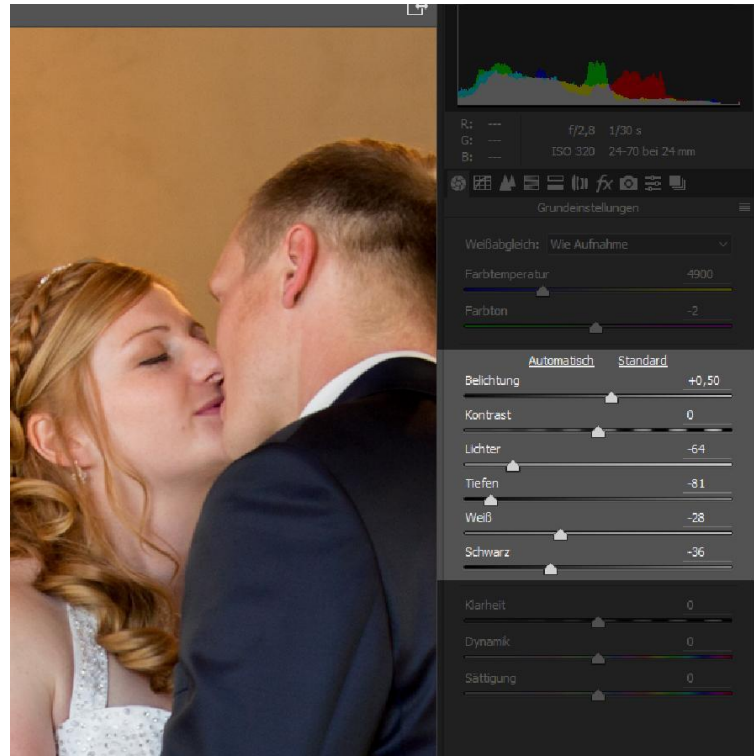 R: ---
G: ---
B: ---
f/2,8 1/30 s
ISO 320 24-70 bei 24 mm
fx
Grundeinstellungen
Weißabgleich: Wie Aufnahme
Farbtemperatur 4900
Farbton -2
Automatisch Standard
Belichtung +0,50
Kontrast 0
Lichter -64
Tiefen -81
Weiß -28
Schwarz -36
Klarheit 0
Dynamik 0
Sättigung 0